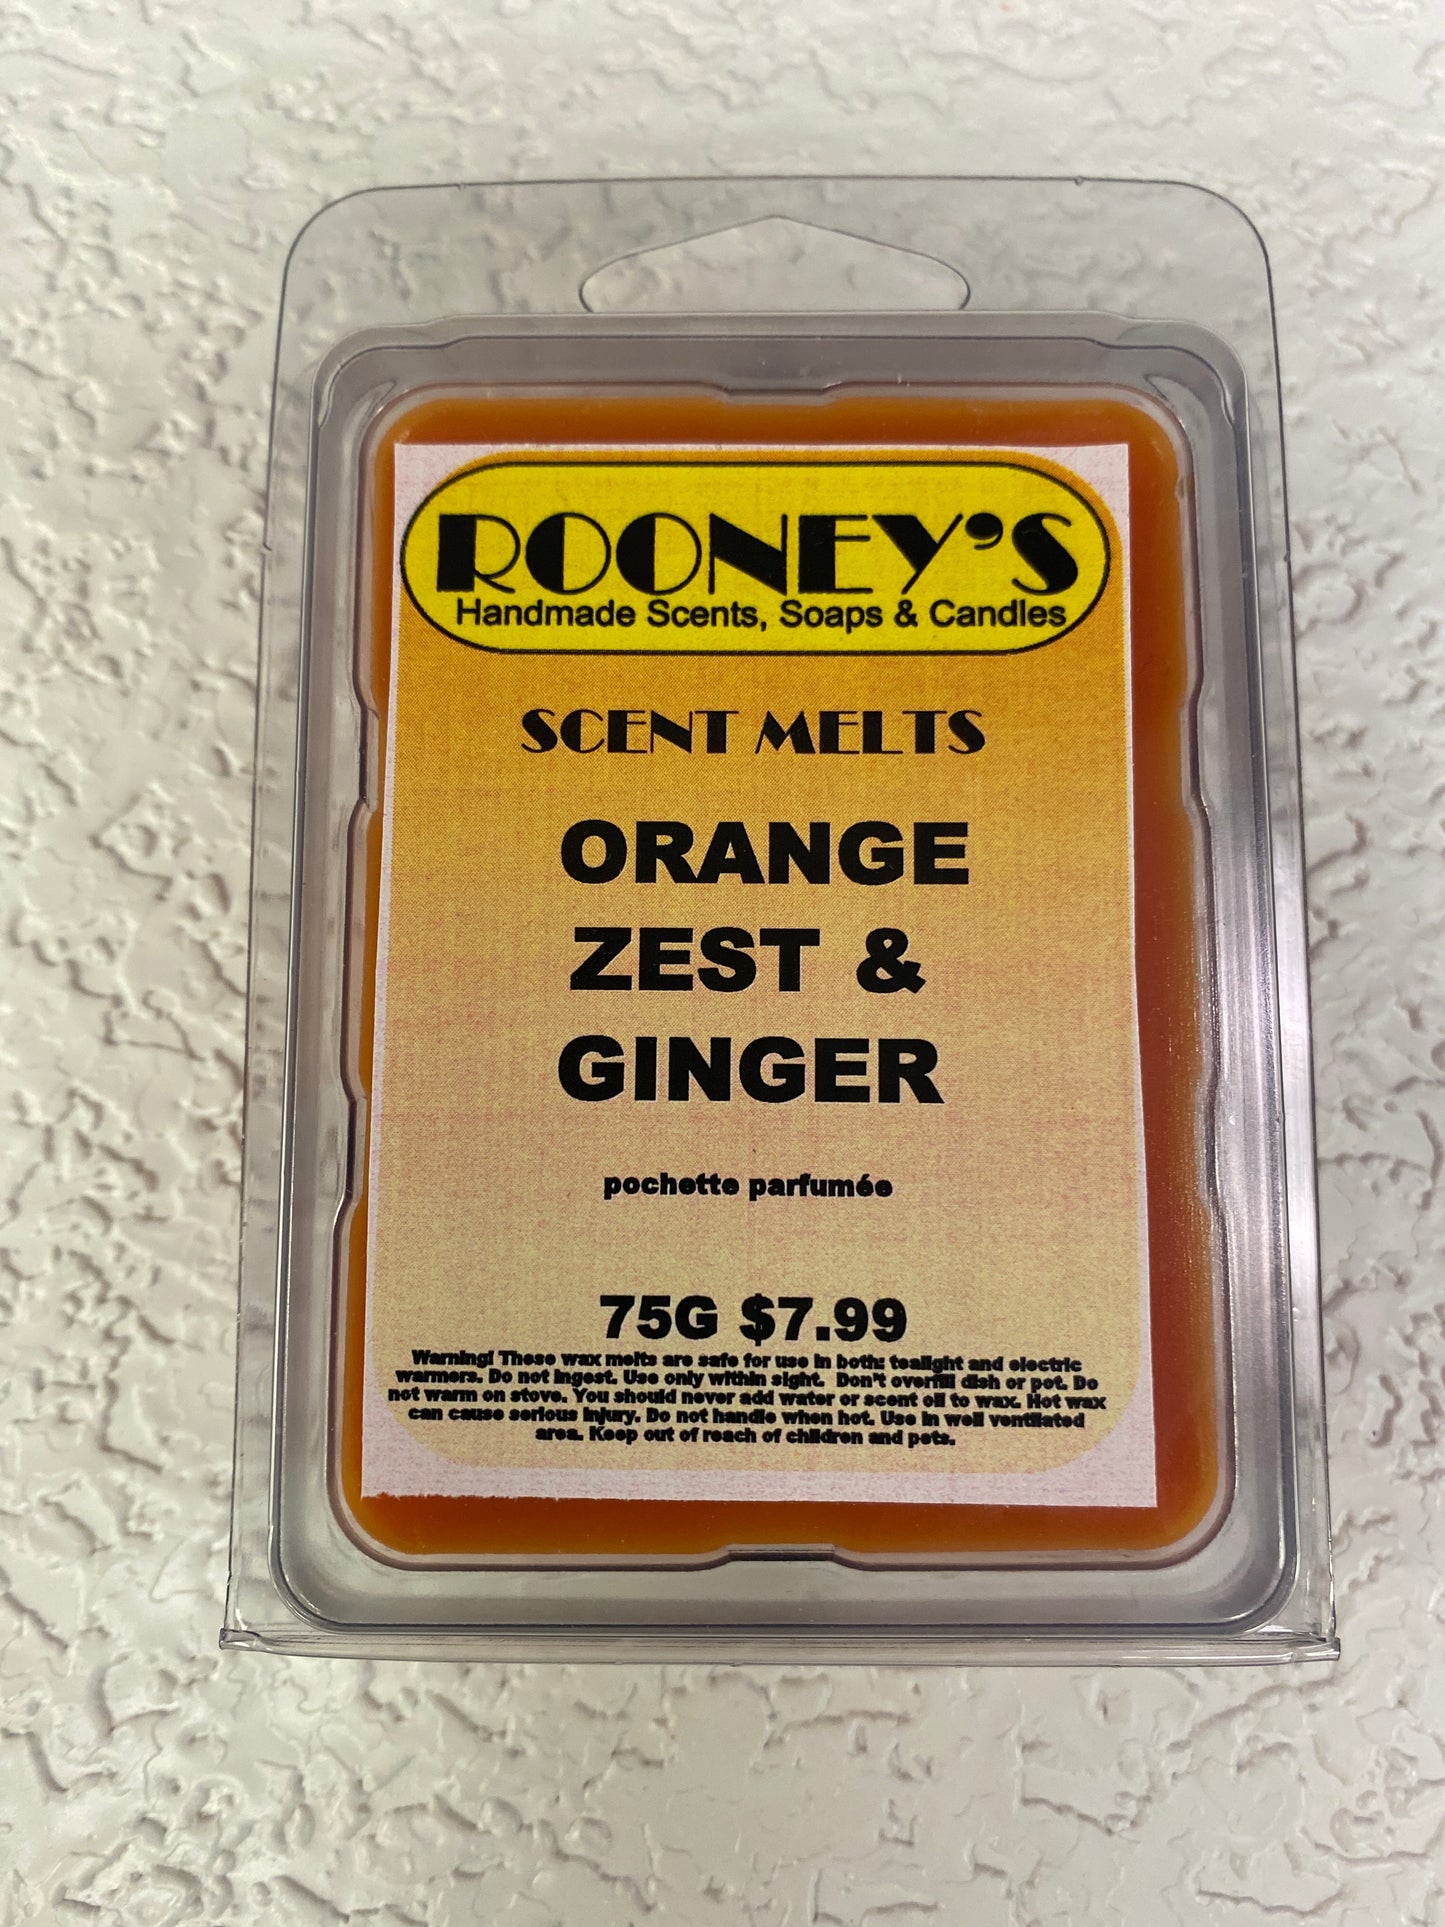 ROONEY'S
Handmade Scents, Soaps & Candles
SCENT MELTS
ORANGE
ZEST &
GINGER
pochette parfumée
75G $7.99
Warning! These wax melts are safe for use in both: tealight and electric
warmers. Do not ingest. Use only within sight. Don't overfill dish or pot. Do
not warm on stove. You should never add water or scent oil to wax. Hot wax
can cause serious injury. Do not handle when hot. Use in well ventilated
area. Keep out of reach of children and pets.